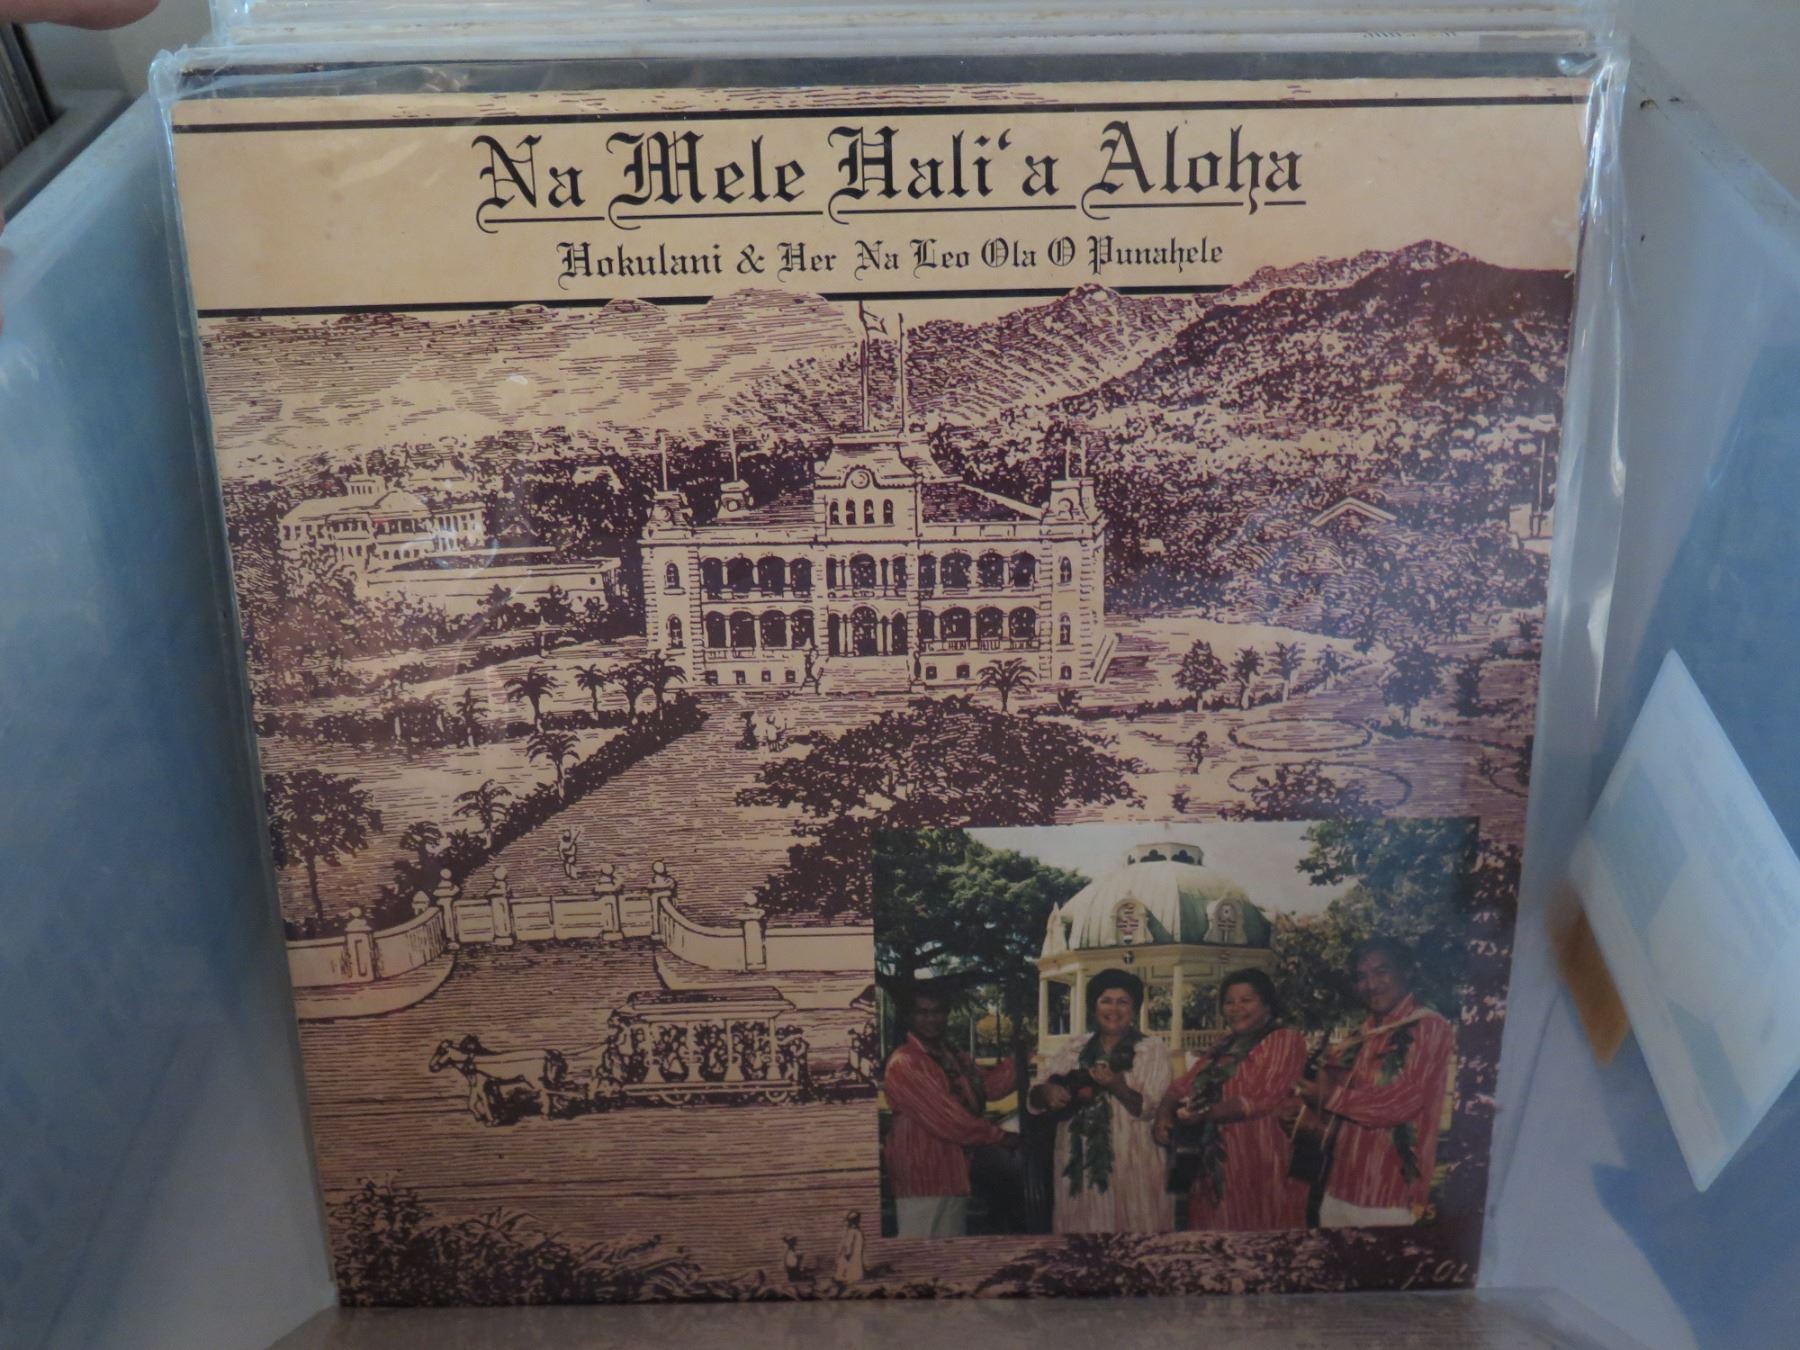 Na Mele Hali‘a Aloha
Hokulani & Her Na Leo Ola O Punahele